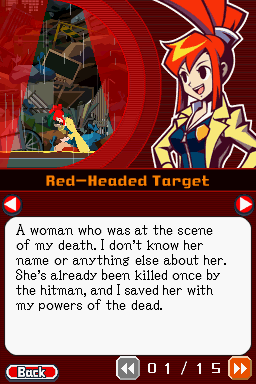 Red-Headed Target
A woman who was at the scene
of my death. I don't know her
name or anything else about her.
She's already been killed once by
the hitman, and I saved her with
my powers of the dead.
Back
01/15